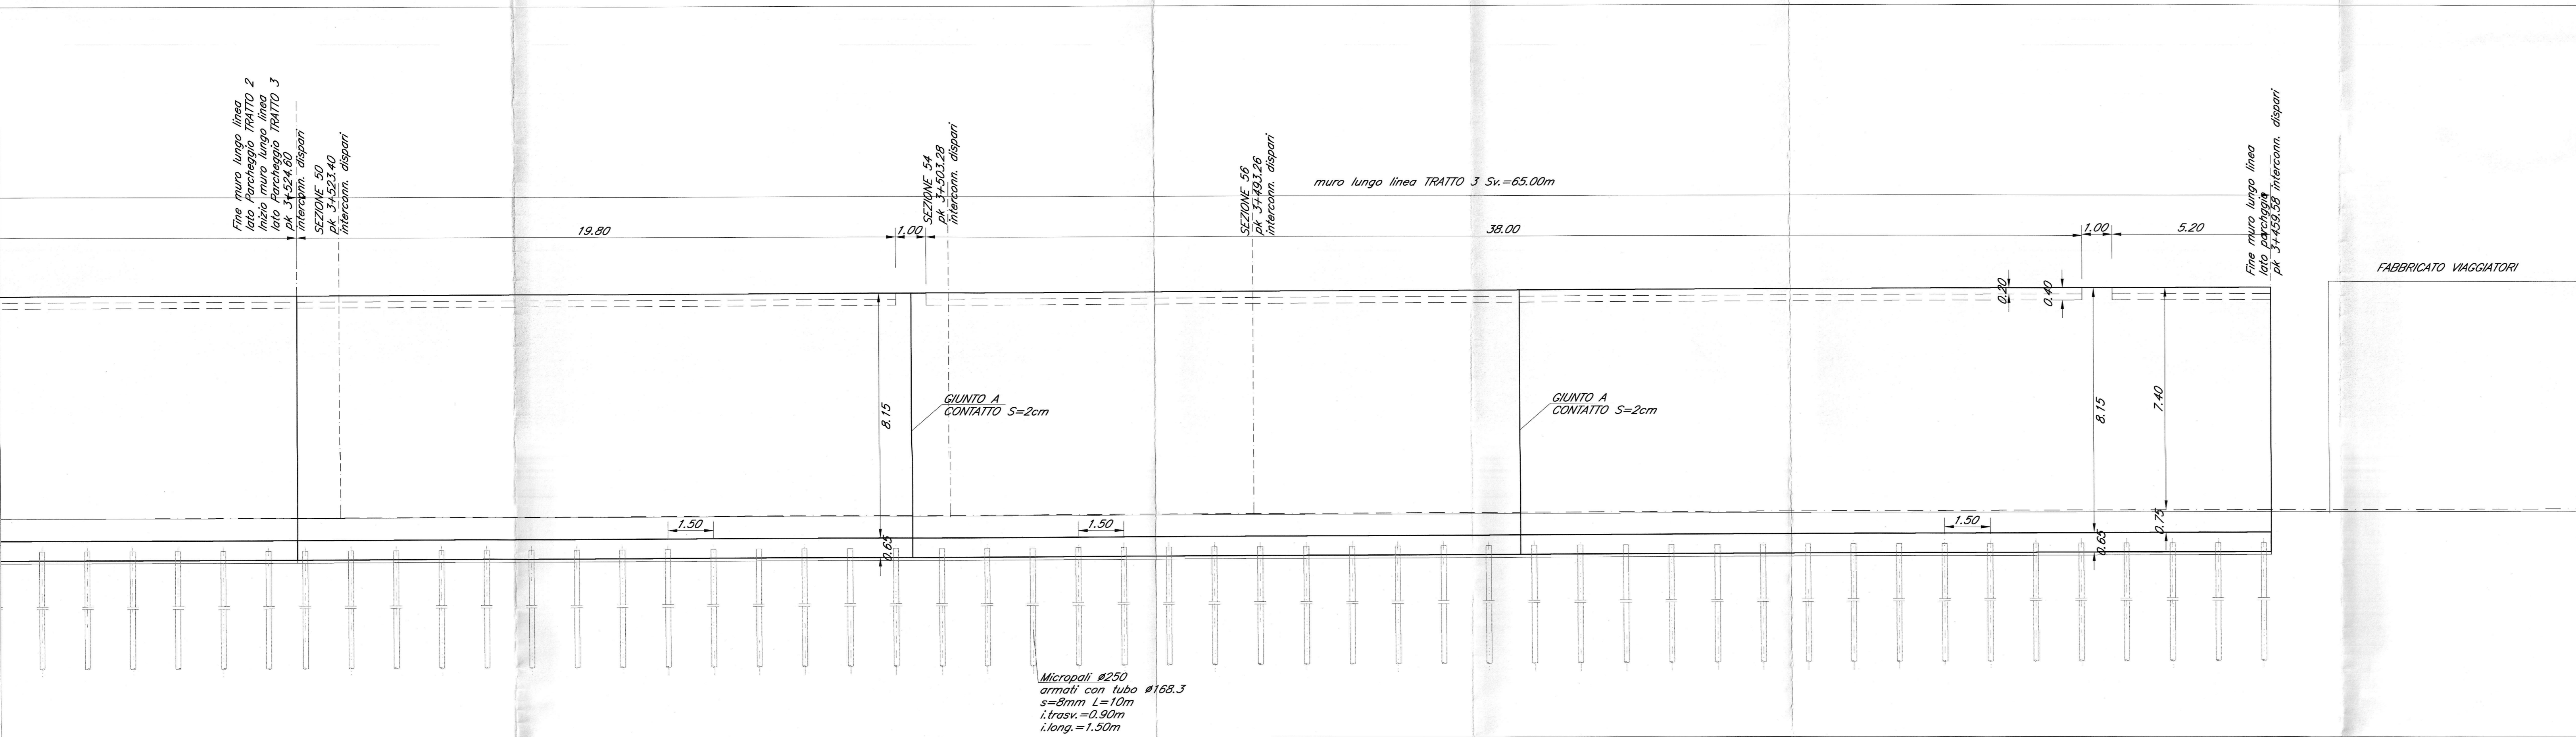 Fine muro lungo linea
lato Parcheggio TRATTO 2
Inizio muro lungo linea
lato Parcheggio TRATTO 3
pk 3+524.60
interconn. dispari
SEZIONE 50
pk 3+523.40
interconn. dispari
SEZIONE 54
pk 3+503.28
interconn. dispari
SEZIONE 56
pk 3+493.26
interconn. dispari
muro lungo linea TRATTO 3 Sv.=65.00m
Fine muro lungo linea
lato parchggio
pk 3+459.58 interconn. dispari
19.80
1.00
38.00
1.00
5.20
FABBRICATO VIAGGIATORI
0.20
0.40
8.15
GIUNTO A
CONTATTO S=2cm
GIUNTO A
CONTATTO S=2cm
8.15
7.40
1.50
1.50
1.50
0.75
0.65
0.65
Micropali ø250
armati con tubo ø168.3
s=8mm L=10m
i.trasv.=0.90m
i.long.=1.50m